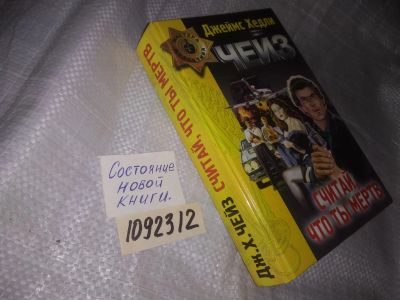 Джеймс Хедли
ЧЕЙЗ
СЧИТАЙ,
ЧТО ТЫ МЕРТВ
ДЖ. Х. ЧЕЙЗ СЧИТАЙ, ЧТО ТЫ МЕРТВ
Состояние
новой
книги.
1092312